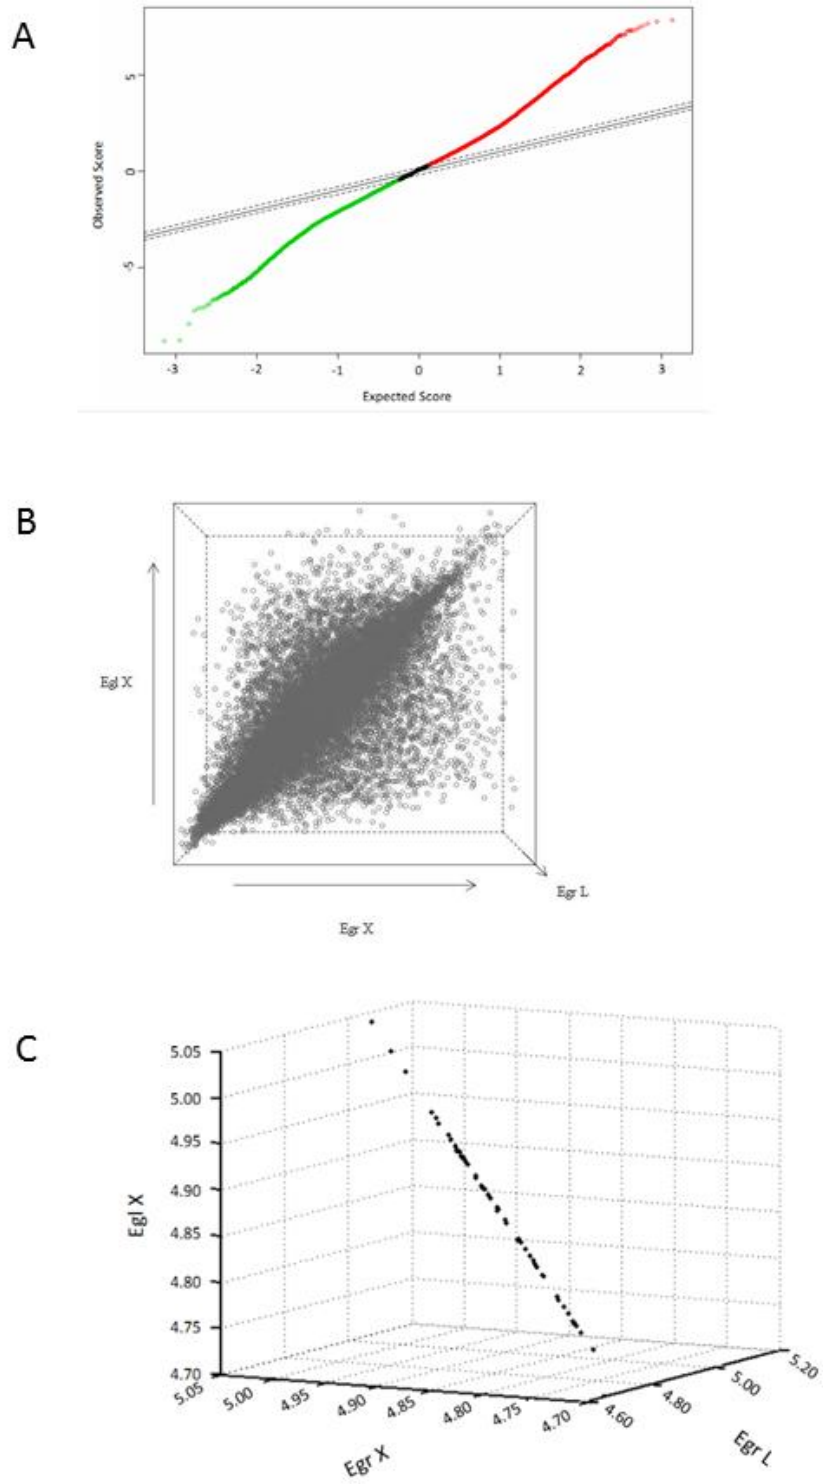 A
Observed Score
5
0
-5
-3 -2 -1 0 1 2 3
Expected Score
B
Egl X
Egr L
Egr X
C
Egl X
5.05
5.00
4.95
4.90
4.85
4.80
4.75
4.70
5.05 5.00 4.95 4.90 4.85 4.80 4.75 4.70
4.60 4.80 5.00 5.20
Egr X
Egr L